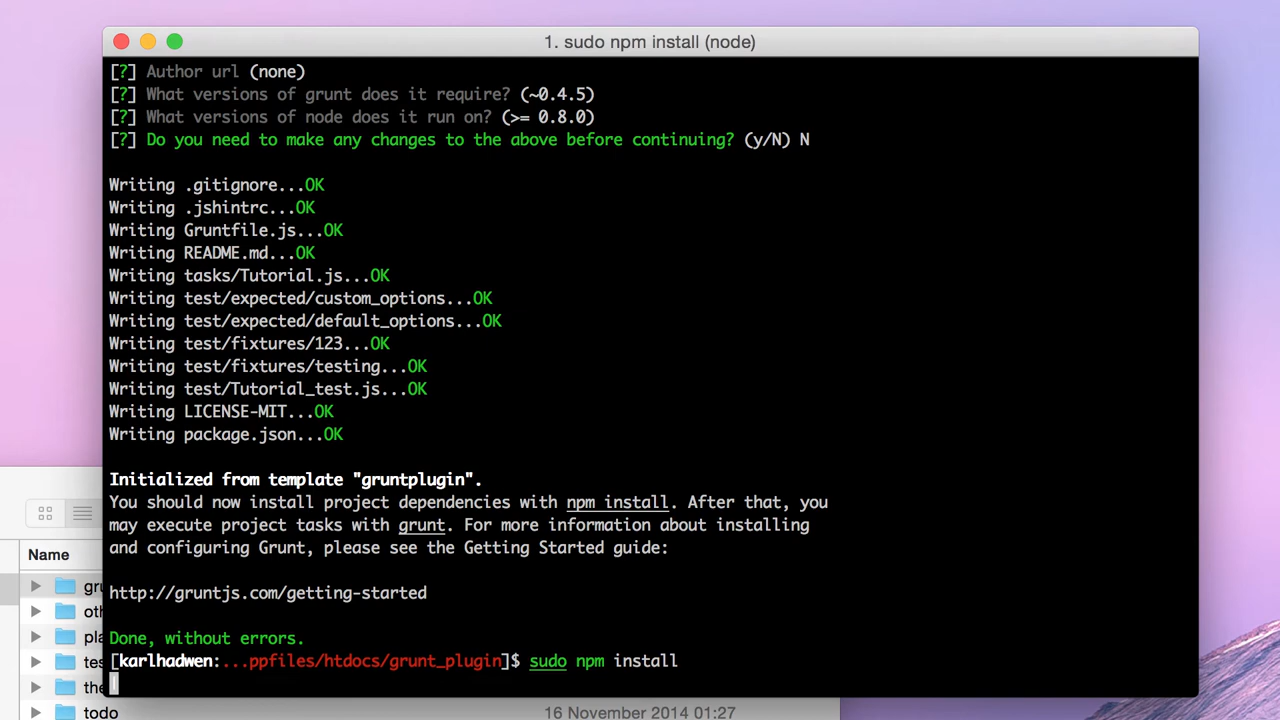 1. sudo npm install (node)
[?] Author url (none)
[?] What versions of grunt does it require? (~0.4.5)
[?] What versions of node does it run on? (>= 0.8.0)
[?] Do you need to make any changes to the above before continuing? (y/N) N
Writing .gitignore...OK
Writing .jshintrc...OK
Writing Gruntfile.js...OK
Writing README.md...OK
Writing tasks/Tutorial.js...OK
Writing test/expected/custom_options...OK
Writing test/expected/default_options...OK
Writing test/fixtures/123...OK
Writing test/fixtures/testing...OK
Writing test/Tutorial_test.js...OK
Writing LICENSE-MIT...OK
Writing package.json...OK
Initialized from template "gruntplugin".
You should now install project dependencies with npm install. After that, you
may execute project tasks with grunt. For more information about installing
and configuring Grunt, please see the Getting Started guide:
http://gruntjs.com/getting-started
Done, without errors.
[karlhadwen:...ppfiles/htdocs/grunt_plugin]$ sudo npm install
Name
todo
16 November 2014 01:27